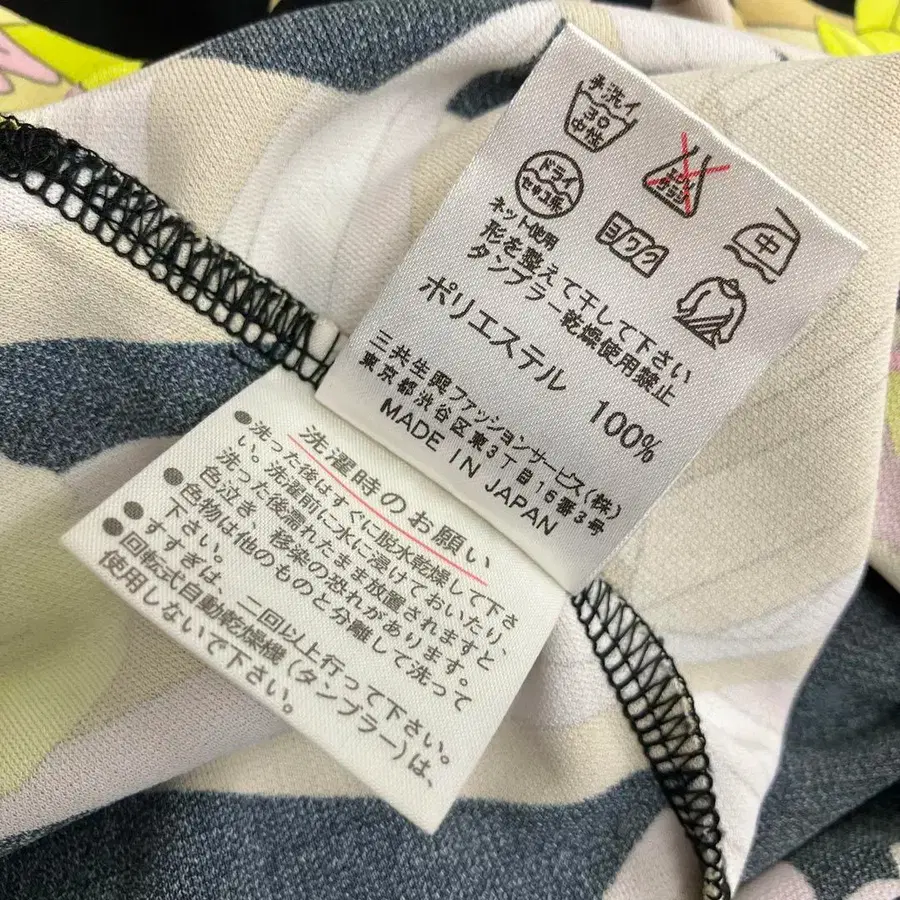 手洗イ
30
中性
エンソ
サラシ
中
ドライ
セキユ系
ヨワク
ネット使用
形を整えて干して下さい
タンブラー乾燥使用禁止
ポリエステル 100%
三共生興ファッションサービス(株)
東京都渋谷区東3丁目16番3号
MADE IN JAPAN
洗濯時のお願い
●洗った後はすぐに脱水乾燥して下さ
い。洗濯前に水に浸けておいたり、
洗った後濡れたまま放置されますと
色泣き、移染の恐れがあります。
●色物は他のものと分離して洗って
下さい。
●すすぎは、二回以上行って下さい。
●回転式自動乾燥機(タンブラー)は、
使用しないで下さい。